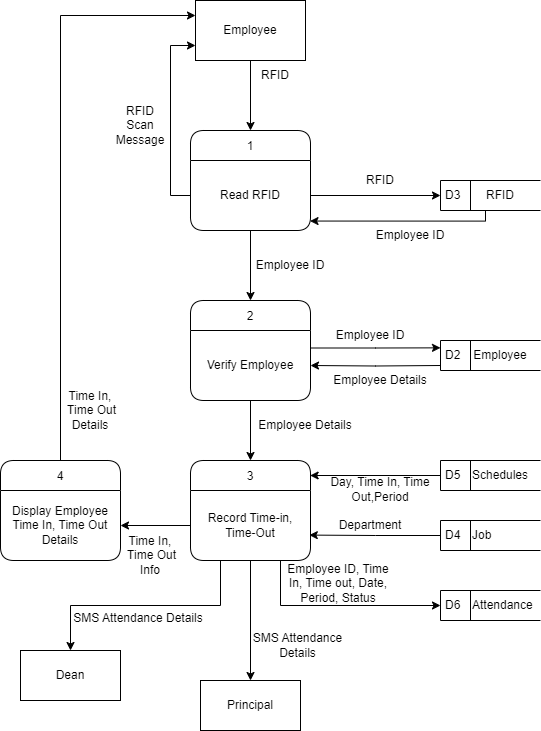 Employee
RFID
RFID
Scan
Message
1
Read RFID
RFID
D3 RFID
Employee ID
Employee ID
2
Verify Employee
Employee ID
D2 Employee
Employee Details
Time In,
Time Out
Details
Employee Details
4
Display Employee
Time In, Time Out
Details
3
Record Time-in,
Time-Out
D5 Schedules
Day, Time In, Time
Out,Period
Department
D4 Job
Time In,
Time Out
Info
Employee ID, Time
In, Time out, Date,
Period, Status
D6 Attendance
SMS Attendance Details
SMS Attendance
Details
Dean
Principal